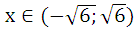 x ∈ (−√6; √6)